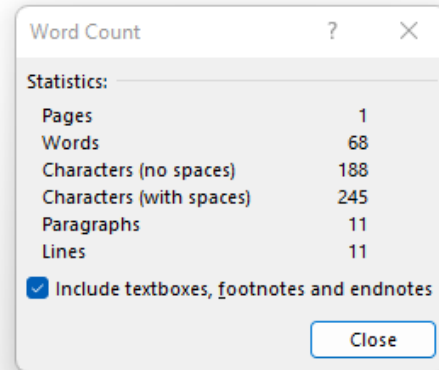 Word Count ? ×
Statistics:
Pages 1
Words 68
Characters (no spaces) 188
Characters (with spaces) 245
Paragraphs 11
Lines 11
Include textboxes, footnotes and endnotes
Close